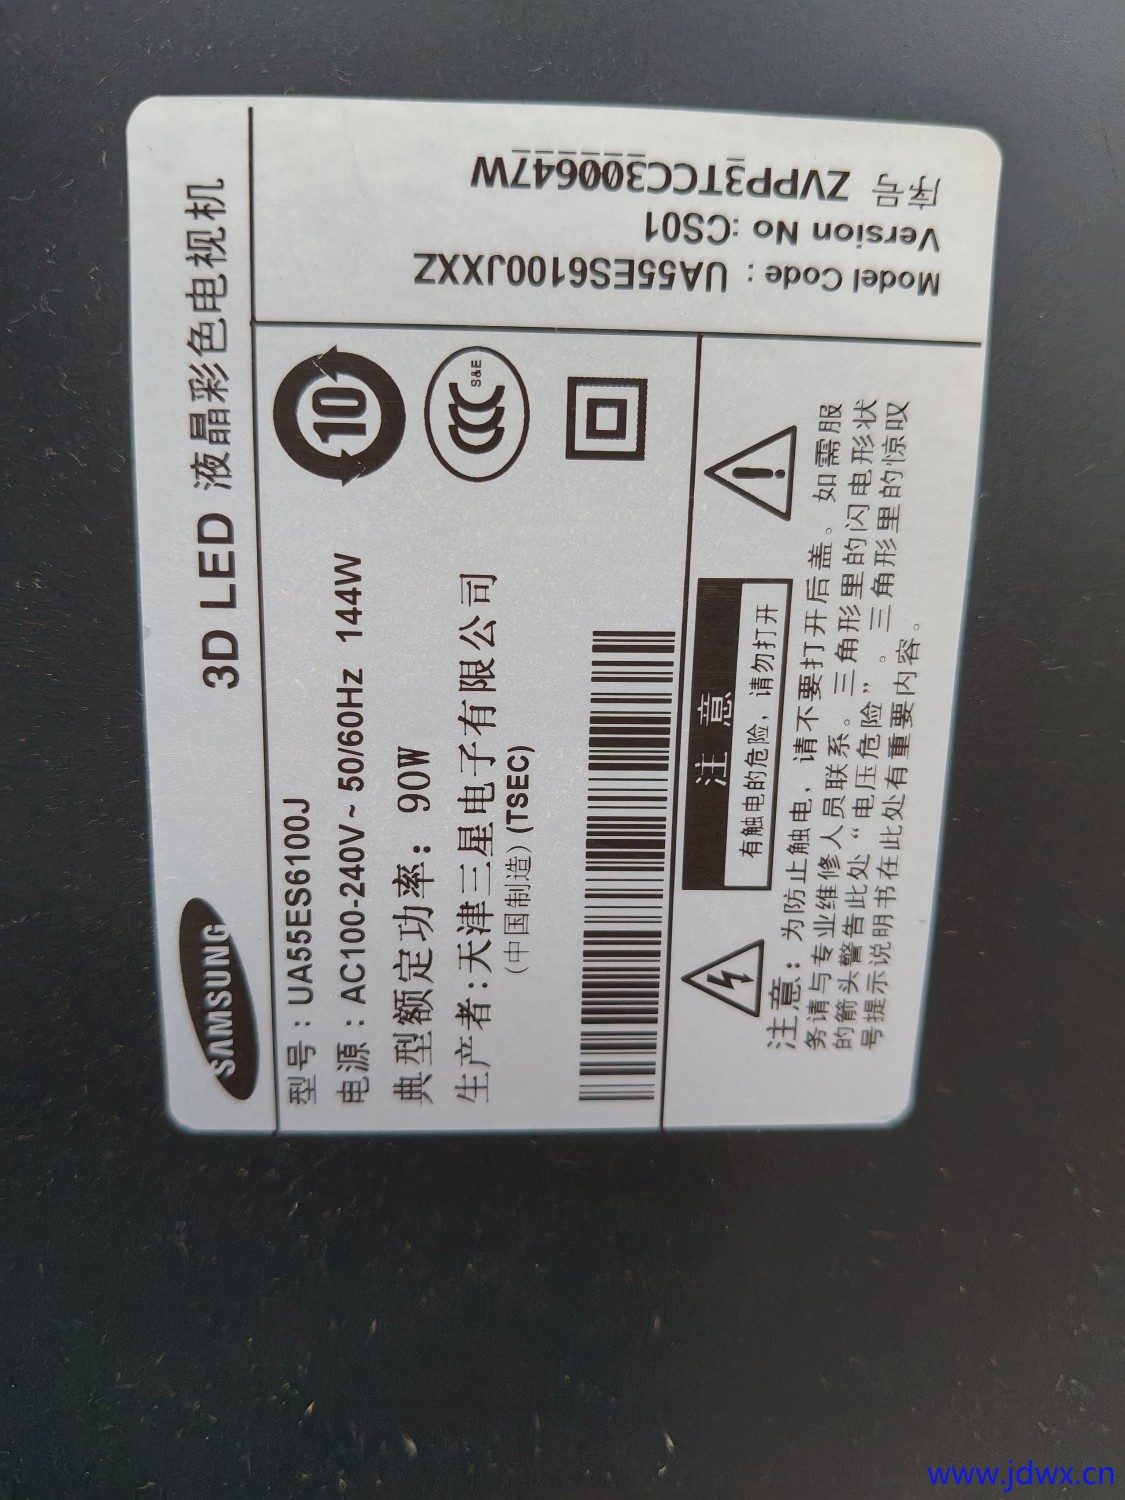 SAMSUNG 3D LED 液晶彩色电视机
型号：UA55ES6100J
电源：AC100-240V~ 50/60Hz 144W
典型额定功率：90W
生产者：天津三星电子有限公司
（中国制造）(TSEC)
10
S&E
Model Code : UA55ES6100JXXZ
Version No :CS01
序号 ZVPP3TCC300647W
注 意
有触电的危险，请勿打开
注意：为防止触电，请不要打开后盖。如需服
务请与专业维修人员联系。三角形里的闪电形状
的箭头警告此处“电压危险”。三角形里的惊叹
号提示说明书在此处有重要内容。
www.jdwx.cn